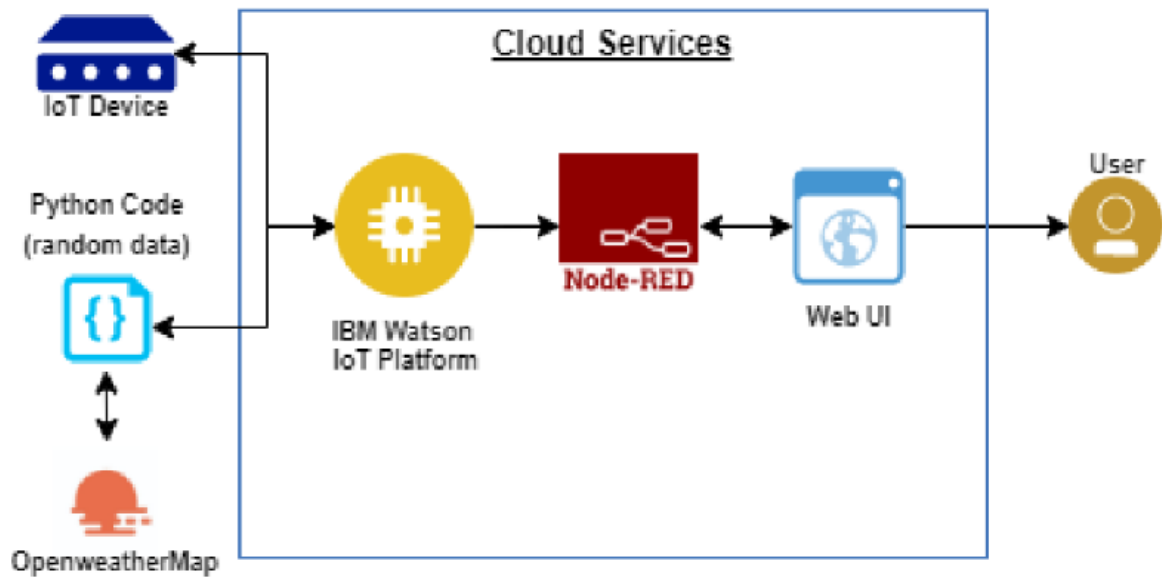 Cloud Services
IoT Device
User
Python Code
(random data)
Node-RED
Web UI
IBM Watson
IoT Platform
{}
OpenweatherMap